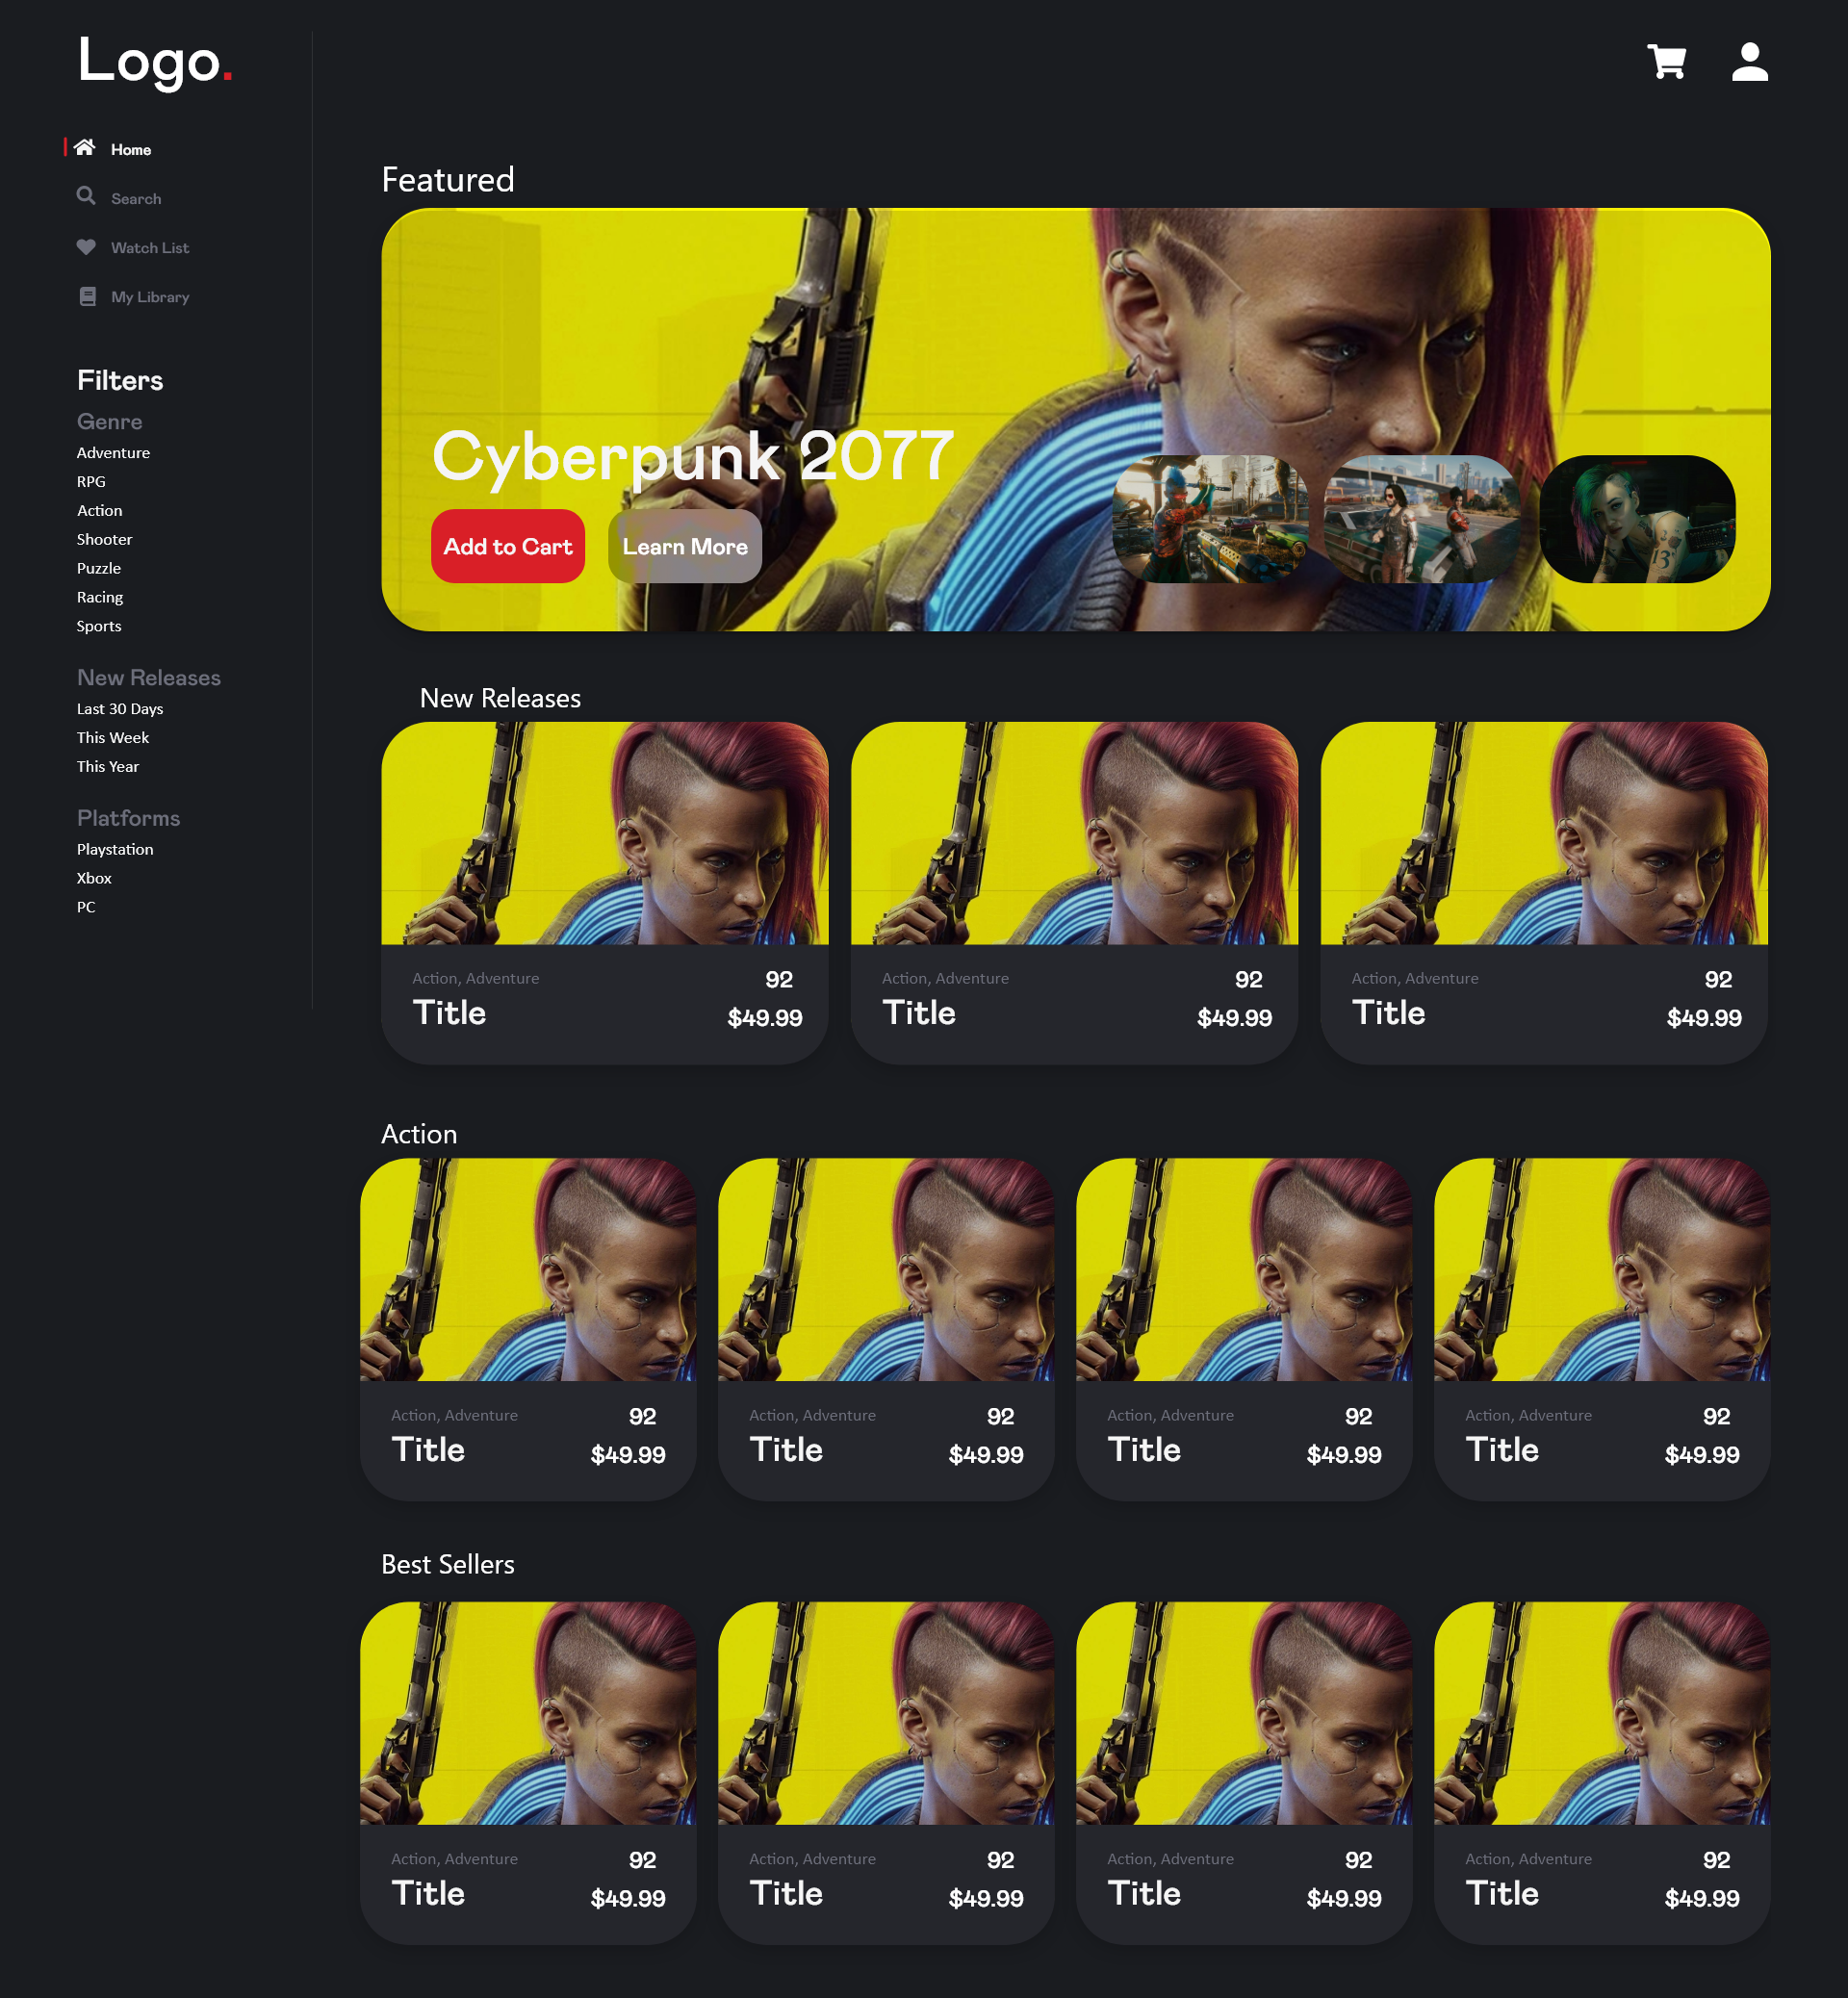 Logo.
Home
Search
Watch List
My Library
Filters
Genre
Adventure
RPG
Action
Shooter
Puzzle
Racing
Sports
New Releases
Last 30 Days
This Week
This Year
Platforms
Playstation
Xbox
PC
Featured
Cyberpunk 2077
Add to Cart
Learn More
New Releases
Action, Adventure 92
Title $49.99
Action, Adventure 92
Title $49.99
Action, Adventure 92
Title $49.99
Action
Action, Adventure 92
Title $49.99
Action, Adventure 92
Title $49.99
Action, Adventure 92
Title $49.99
Action, Adventure 92
Title $49.99
Best Sellers
Action, Adventure 92
Title $49.99
Action, Adventure 92
Title $49.99
Action, Adventure 92
Title $49.99
Action, Adventure 92
Title $49.99